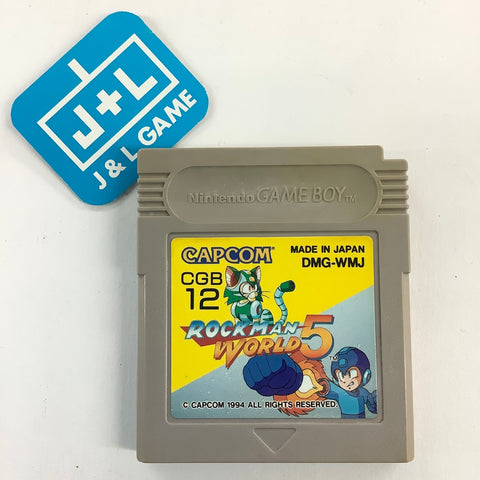 J+L
J & L GAME
Nintendo GAME BOY TM
CAPCOM
MADE IN JAPAN
DMG-WMJ
CGB
12
ROCKMAN
WORLD 5
TM
© CAPCOM 1994 ALL RIGHTS RESERVED.